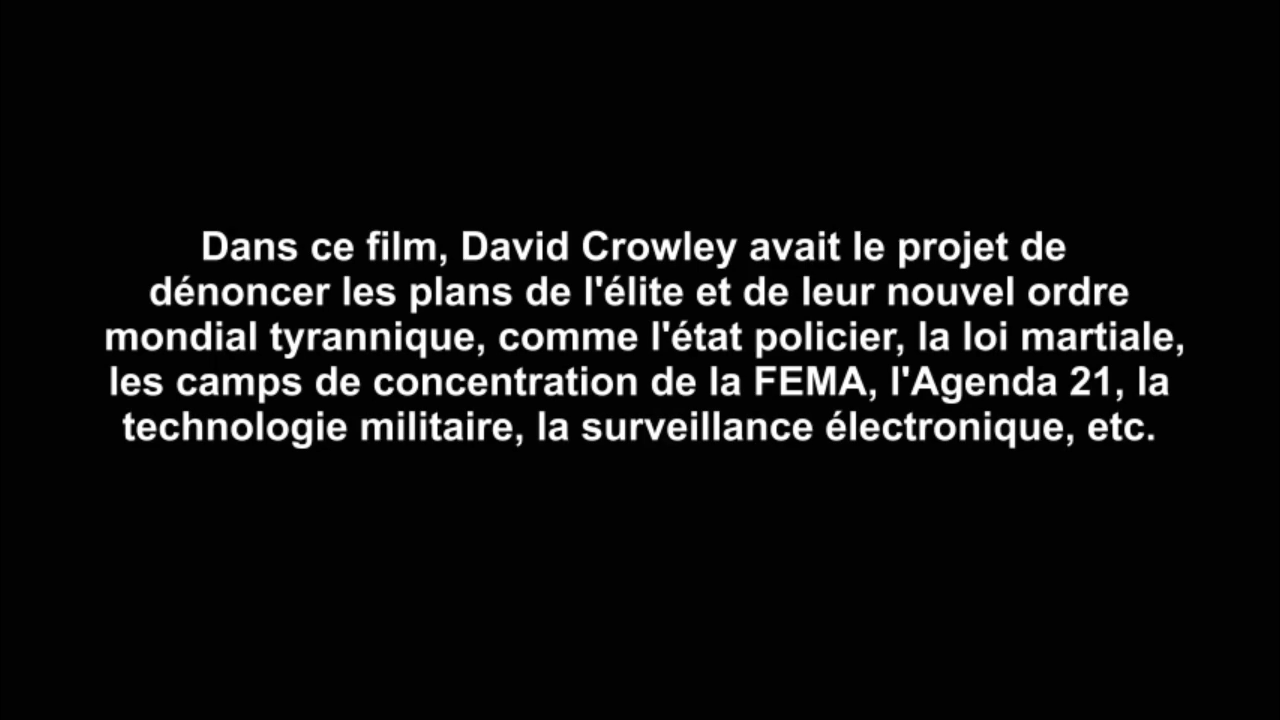 Dans ce film, David Crowley avait le projet de
dénoncer les plans de l'élite et de leur nouvel ordre
mondial tyrannique, comme l'état policier, la loi martiale,
les camps de concentration de la FEMA, l'Agenda 21, la
technologie militaire, la surveillance électronique, etc.